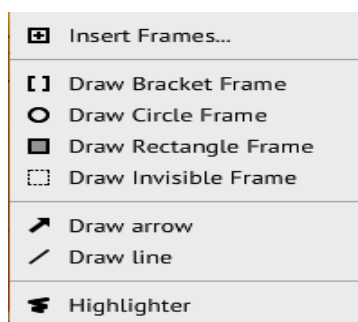 Insert Frames...
Draw Bracket Frame
Draw Circle Frame
Draw Rectangle Frame
Draw Invisible Frame
Draw arrow
Draw line
Highlighter